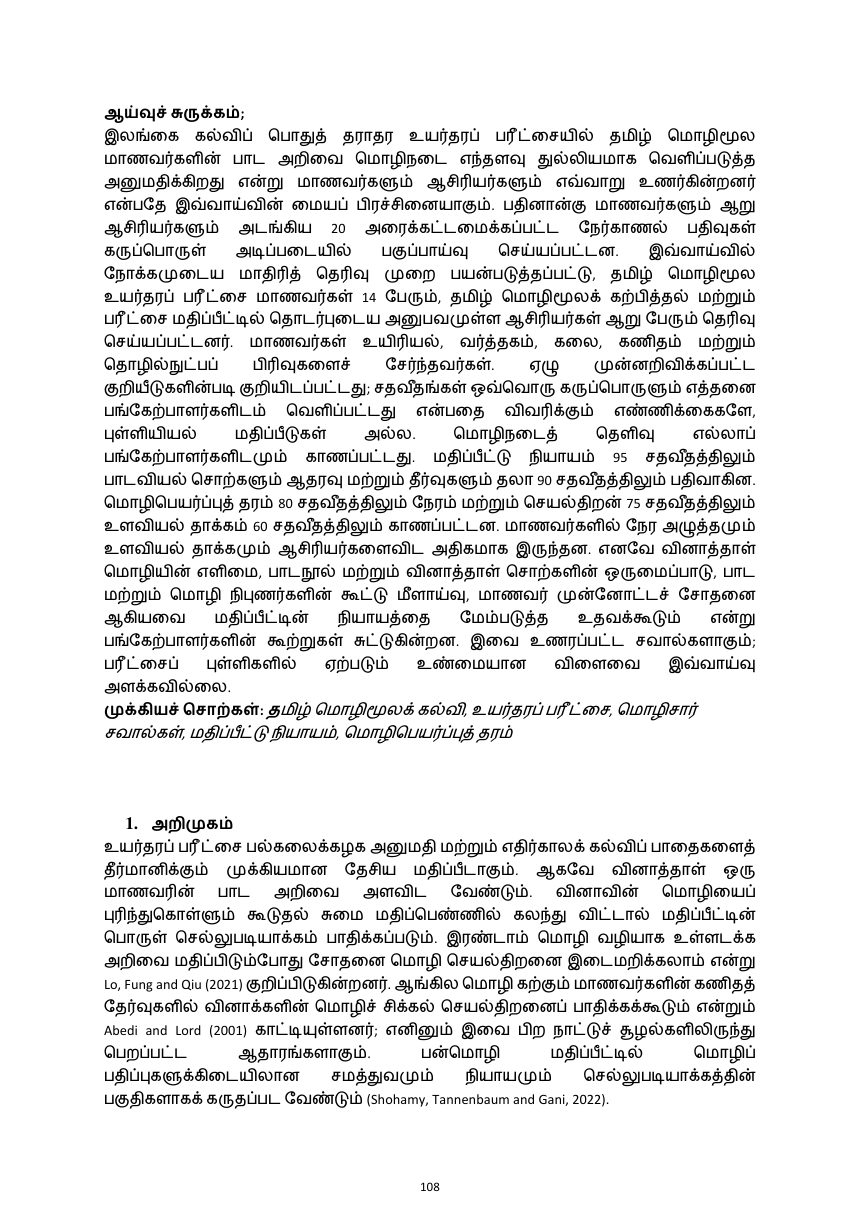 ஆய்வுச் சுருக்கம்;
இலங்கை கல்விப் பொதுத் தராதர உயர்தரப் பரீட்சையில் தமிழ் மொழிமூல
மாணவர்களின் பாட அறிவை மொழிநடை எந்தளவு துல்லியமாக வெளிப்படுத்த
அனுமதிக்கிறது என்று மாணவர்களும் ஆசிரியர்களும் எவ்வாறு உணர்கின்றனர்
என்பதே இவ்வாய்வின் மையப் பிரச்சினையாகும். பதினான்கு மாணவர்களும் ஆறு
ஆசிரியர்களும் அடங்கிய 20 அரைக்கட்டமைக்கப்பட்ட நேர்காணல் பதிவுகள்
கருப்பொருள் அடிப்படையில் பகுப்பாய்வு செய்யப்பட்டன. இவ்வாய்வில்
நோக்கமுடைய மாதிரித் தெரிவு முறை பயன்படுத்தப்பட்டு, தமிழ் மொழிமூல
உயர்தரப் பரீட்சை மாணவர்கள் 14 பேரும், தமிழ் மொழிமூலக் கற்பித்தல் மற்றும்
பரீட்சை மதிப்பீட்டில் தொடர்புடைய அனுபவமுள்ள ஆசிரியர்கள் ஆறு பேரும் தெரிவு
செய்யப்பட்டனர். மாணவர்கள் உயிரியல், வர்த்தகம், கலை, கணிதம் மற்றும்
தொழில்நுட்பப் பிரிவுகளைச் சேர்ந்தவர்கள். ஏழு முன்னறிவிக்கப்பட்ட
குறியீடுகளின்படி குறியிடப்பட்டது; சதவீதங்கள் ஒவ்வொரு கருப்பொருளும் எத்தனை
பங்கேற்பாளர்களிடம் வெளிப்பட்டது என்பதை விவரிக்கும் எண்ணிக்கைகளே,
புள்ளியியல் மதிப்பீடுகள் அல்ல. மொழிநடைத் தெளிவு எல்லாப்
பங்கேற்பாளர்களிடமும் காணப்பட்டது. மதிப்பீட்டு நியாயம் 95 சதவீதத்திலும்
பாடவியல் சொற்களும் ஆதரவு மற்றும் தீர்வுகளும் தலா 90 சதவீதத்திலும் பதிவாகின.
மொழிபெயர்ப்புத் தரம் 80 சதவீதத்திலும் நேரம் மற்றும் செயல்திறன் 75 சதவீதத்திலும்
உளவியல் தாக்கம் 60 சதவீதத்திலும் காணப்பட்டன. மாணவர்களில் நேர அழுத்தமும்
உளவியல் தாக்கமும் ஆசிரியர்களைவிட அதிகமாக இருந்தன. எனவே வினாத்தாள்
மொழியின் எளிமை, பாடநூல் மற்றும் வினாத்தாள் சொற்களின் ஒருமைப்பாடு, பாட
மற்றும் மொழி நிபுணர்களின் கூட்டு மீளாய்வு, மாணவர் முன்னோட்டச் சோதனை
ஆகியவை மதிப்பீட்டின் நியாயத்தை மேம்படுத்த உதவக்கூடும் என்று
பங்கேற்பாளர்களின் கூற்றுகள் சுட்டுகின்றன. இவை உணரப்பட்ட சவால்களாகும்;
பரீட்சைப் புள்ளிகளில் ஏற்படும் உண்மையான விளைவை இவ்வாய்வு
அளக்கவில்லை.
முக்கியச் சொற்கள்: தமிழ் மொழிமூலக் கல்வி, உயர்தரப் பரீட்சை, மொழிசார்
சவால்கள், மதிப்பீட்டு நியாயம், மொழிபெயர்ப்புத் தரம்
1. அறிமுகம்
உயர்தரப் பரீட்சை பல்கலைக்கழக அனுமதி மற்றும் எதிர்காலக் கல்விப் பாதைகளைத்
தீர்மானிக்கும் முக்கியமான தேசிய மதிப்பீடாகும். ஆகவே வினாத்தாள் ஒரு
மாணவரின் பாட அறிவை அளவிட வேண்டும். வினாவின் மொழியைப்
புரிந்துகொள்ளும் கூடுதல் சுமை மதிப்பெண்ணில் கலந்து விட்டால் மதிப்பீட்டின்
பொருள் செல்லுபடியாக்கம் பாதிக்கப்படும். இரண்டாம் மொழி வழியாக உள்ளடக்க
அறிவை மதிப்பிடும்போது சோதனை மொழி செயல்திறனை இடைமறிக்கலாம் என்று
Lo, Fung and Qiu (2021) குறிப்பிடுகின்றனர். ஆங்கில மொழி கற்கும் மாணவர்களின் கணிதத்
தேர்வுகளில் வினாக்களின் மொழிச் சிக்கல் செயல்திறனைப் பாதிக்கக்கூடும் என்றும்
Abedi and Lord (2001) காட்டியுள்ளனர்; எனினும் இவை பிற நாட்டுச் சூழல்களிலிருந்து
பெறப்பட்ட ஆதாரங்களாகும். பன்மொழி மதிப்பீட்டில் மொழிப்
பதிப்புகளுக்கிடையிலான சமத்துவமும் நியாயமும் செல்லுபடியாக்கத்தின்
பகுதிகளாகக் கருதப்பட வேண்டும் (Shohamy, Tannenbaum and Gani, 2022).
108